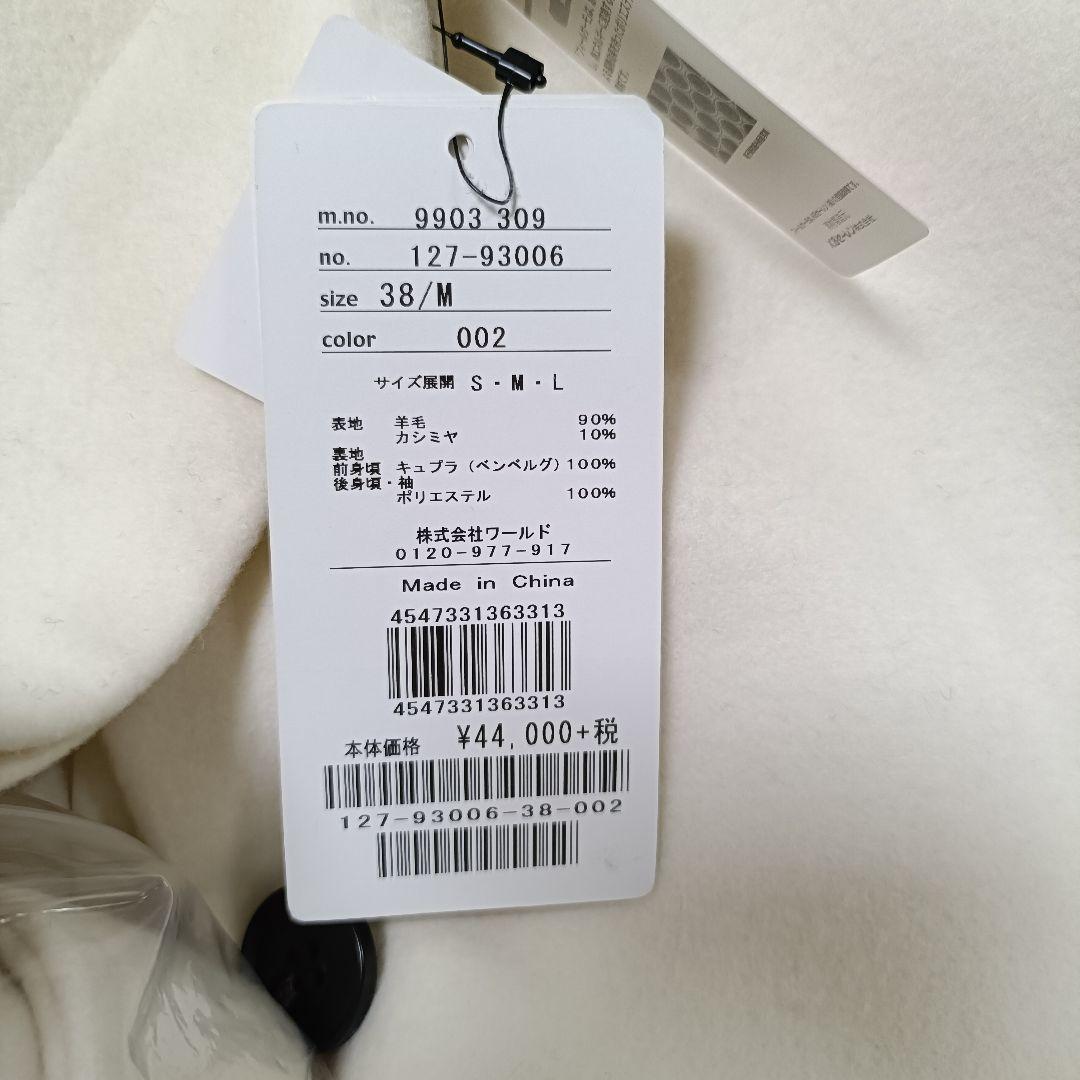 m.no. 9903 309
no. 127-93006
size 38/M
color 002
サイズ展開 S・M・L
表地 羊毛 90%
カシミヤ 10%
裏地
前身頃 キュプラ（ベンベルグ）100%
後身頃・袖
ポリエステル 100%
株式会社ワールド
0120-977-917
Made in China
4547331363313
4547331363313
本体価格 ¥44,000+税
127-93006-38-002